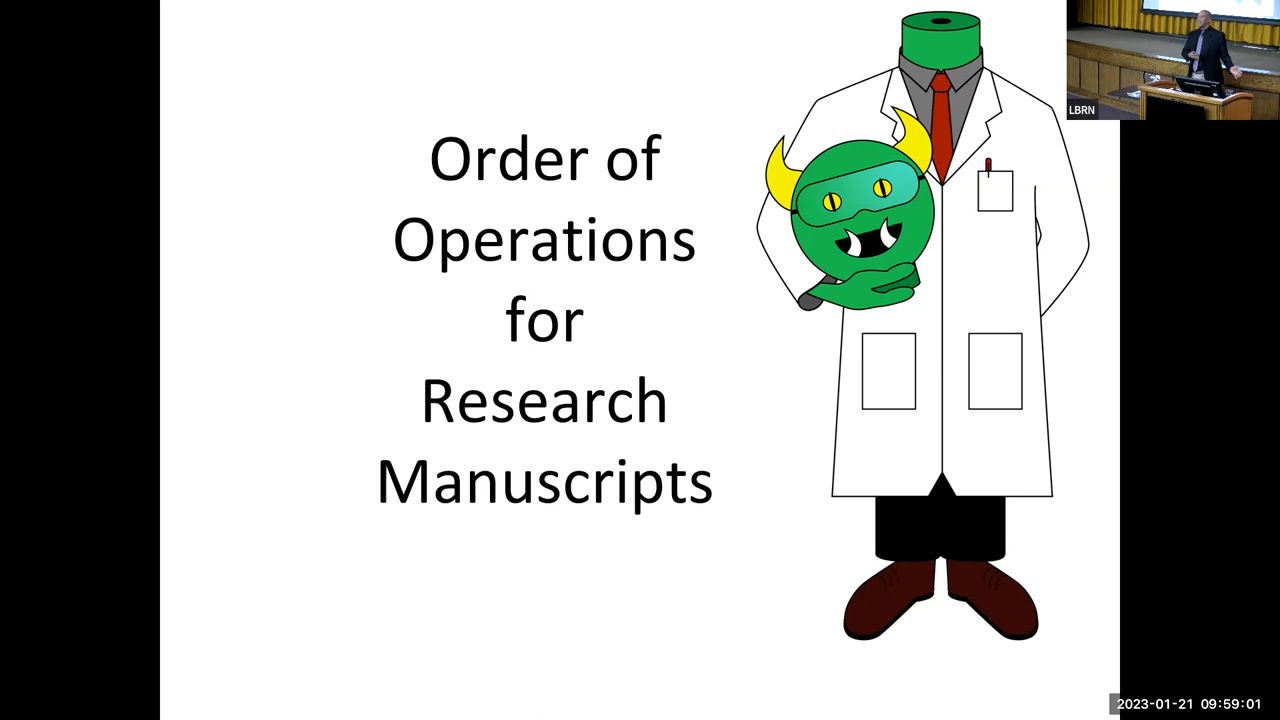 Order of
Operations
for
Research
Manuscripts
LBRN
2023-01-21 09:59:01